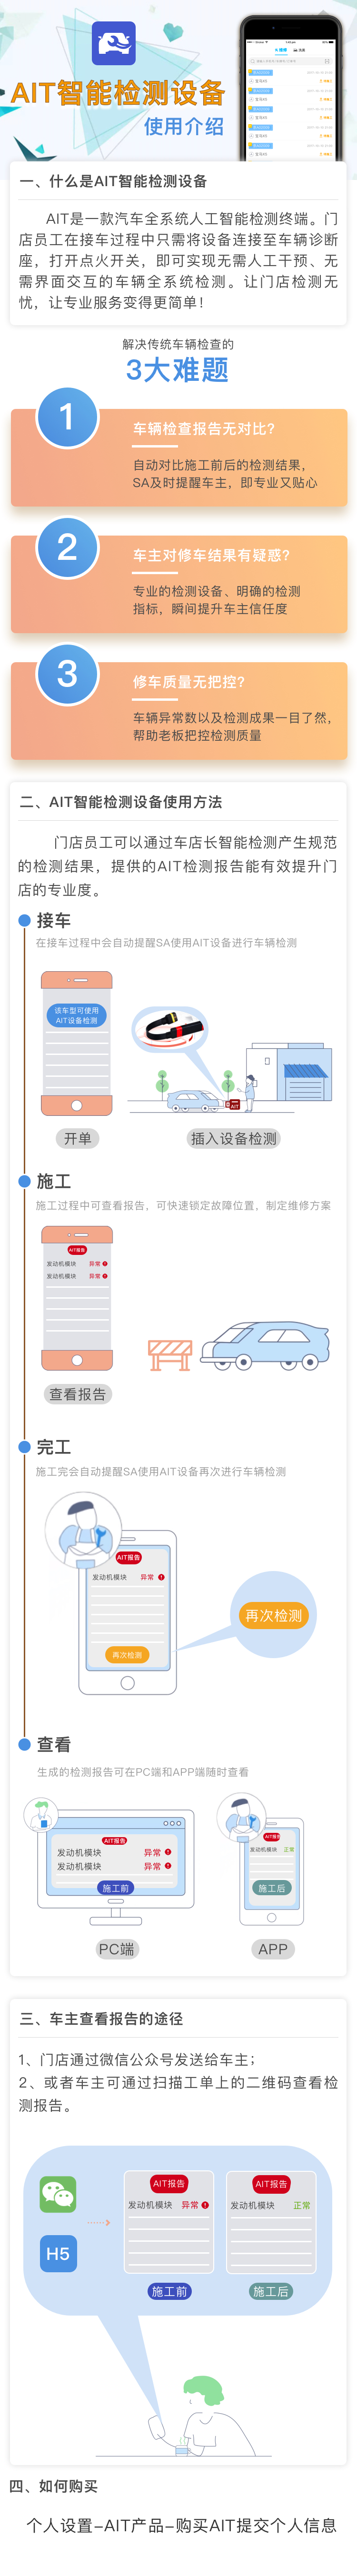 AIT智能检测设备
使用介绍
一、什么是AIT智能检测设备
AIT是一款汽车全系统人工智能检测终端。门
店员工在接车过程中只需将设备连接至车辆诊断
座，打开点火开关，即可实现无需人工干预、无
需界面交互的车辆全系统检测。让门店检测无
忧，让专业服务变得更简单！
解决传统车辆检查的
3大难题
1
车辆检查报告无对比？
自动对比施工前后的检测结果，
SA及时提醒车主，即专业又贴心
2
车主对修车结果有疑惑？
专业的检测设备、明确的检测
指标，瞬间提升车主信任度
3
修车质量无把控？
车辆异常数以及检测成果一目了然，
帮助老板把控检测质量
二、AIT智能检测设备使用方法
门店员工可以通过车店长智能检测产生规范
的检测结果，提供的AIT检测报告能有效提升门
店的专业度。
接车
在接车过程中会自动提醒SA使用AIT设备进行车辆检测
该车型可使用
AIT设备检测
AIT
开单
插入设备检测
施工
施工过程中可查看报告，可快速锁定故障位置，制定维修方案
AIT报告
发动机模块 异常
发动机模块 异常
查看报告
完工
施工完会自动提醒SA使用AIT设备再次进行车辆检测
AIT报告
发动机模块 异常
再次检测
再次检测
查看
生成的检测报告可在PC端和APP端随时查看
AIT报告
发动机模块 异常
发动机模块 异常
施工前
AIT报告
发动机模块 正常
施工后
PC端
APP
三、车主查看报告的途径
1、门店通过微信公众号发送给车主；
2、或者车主可通过扫描工单上的二维码查看检
测报告。
H5
AIT报告
发动机模块 异常
施工前
AIT报告
发动机模块 正常
施工后
四、如何购买
个人设置-AIT产品-购买AIT提交个人信息